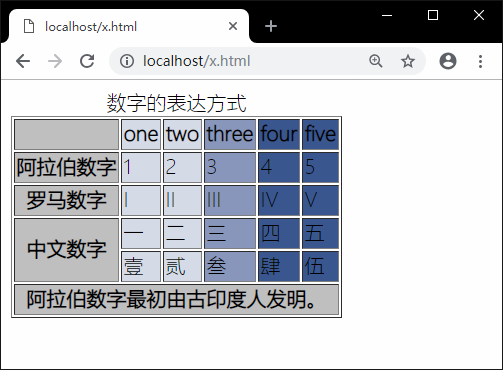 localhost/x.html
localhost/x.html
数字的表达方式
one two three four five
阿拉伯数字 1 2 3 4 5
罗马数字 I II III IV V
中文数字 一 二 三 四 五
壹 贰 叁 肆 伍
阿拉伯数字最初由古印度人发明。